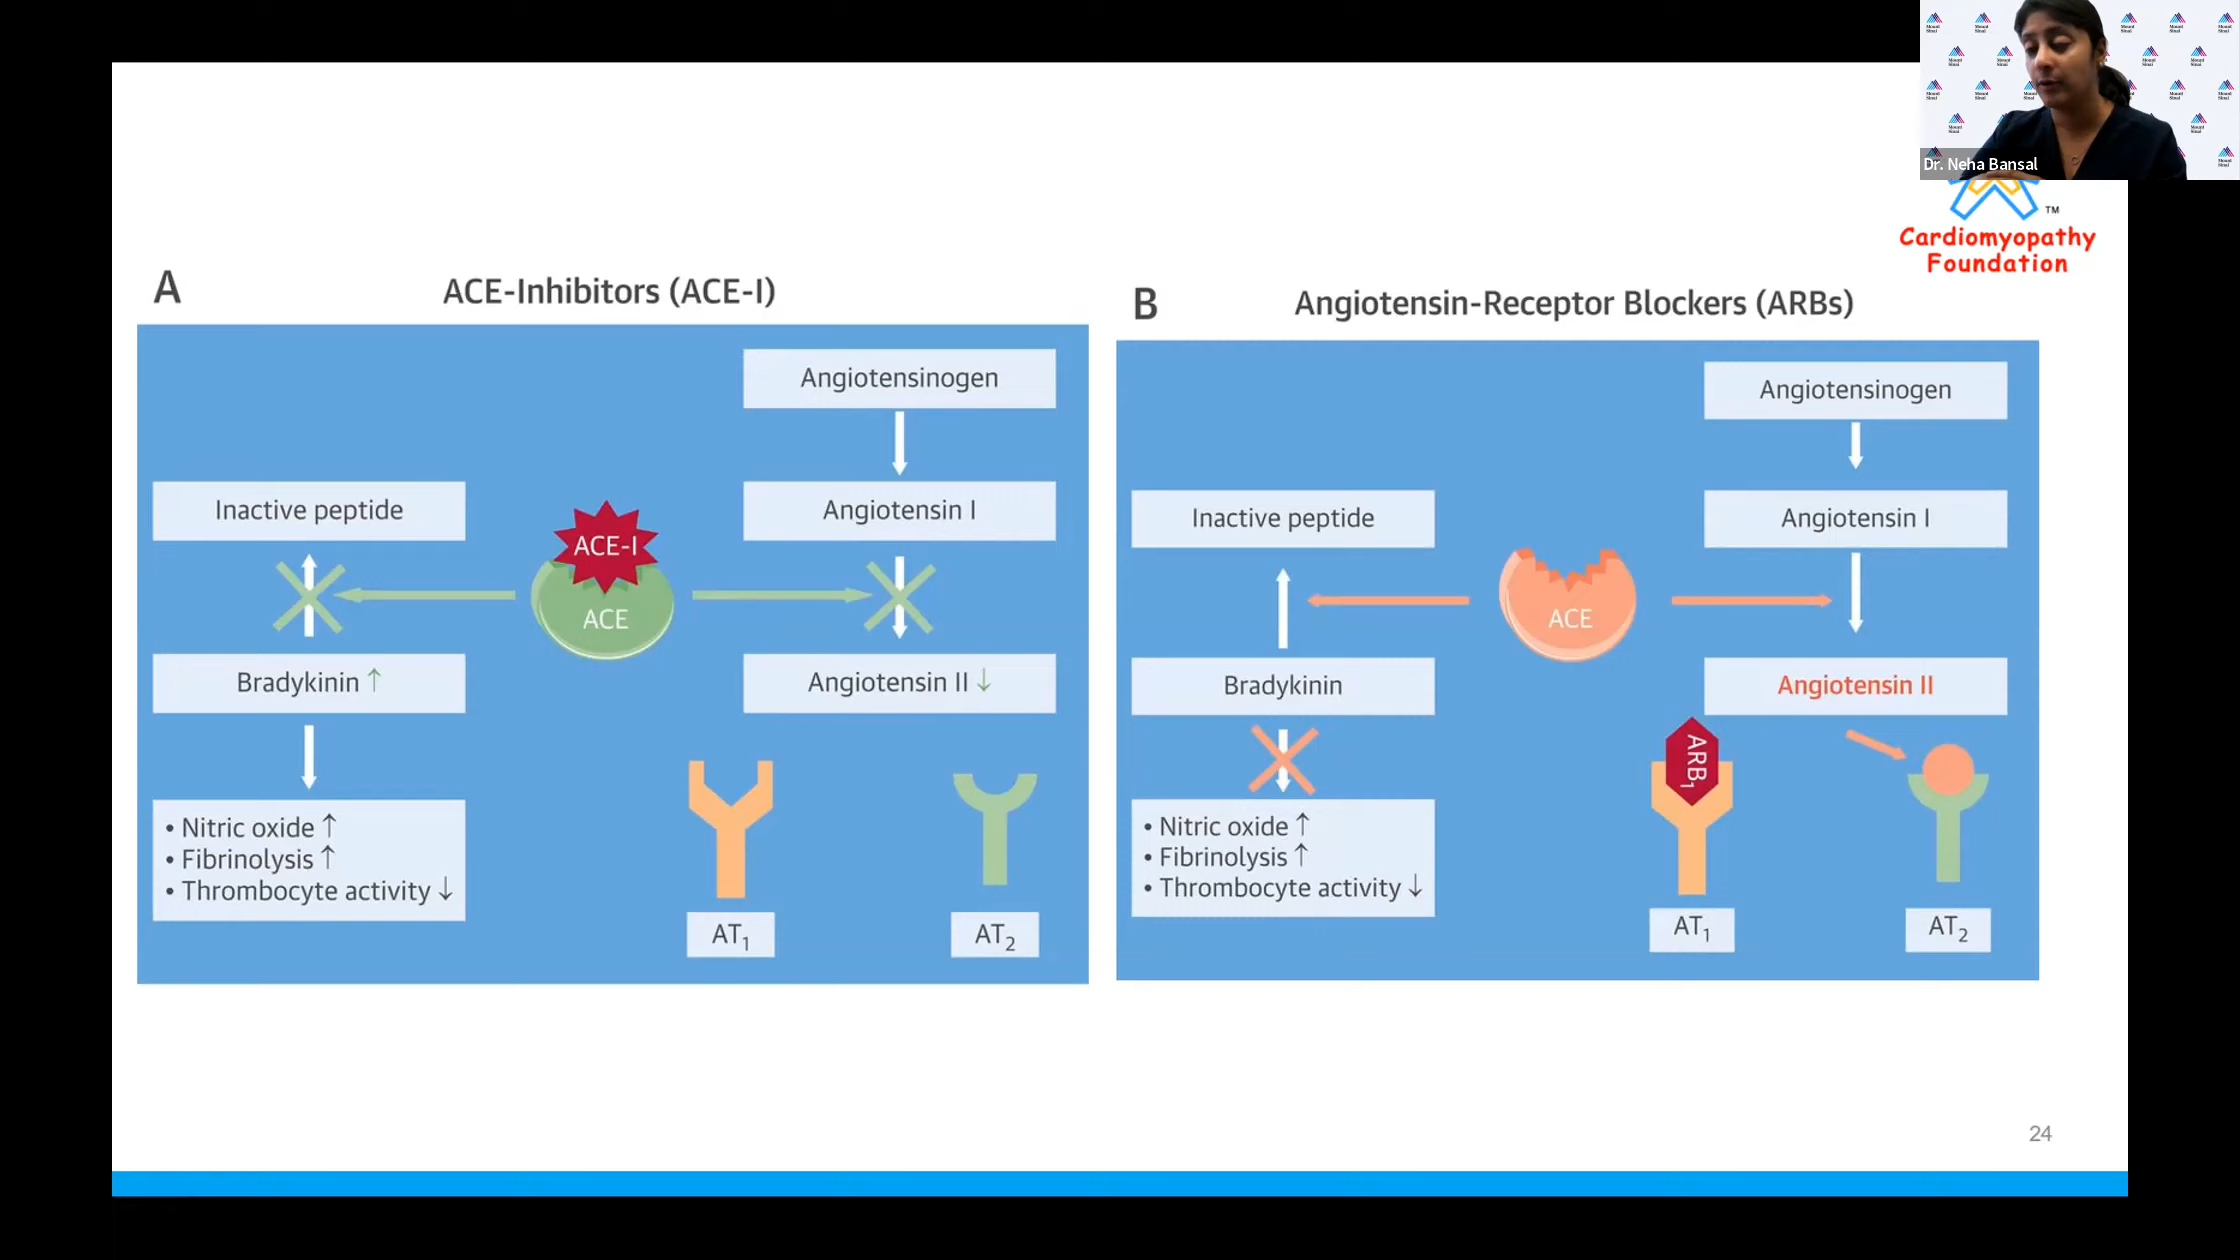 Mount
Sinai
Dr. Neha Bansal
TM
Cardiomyopathy
Foundation
A
ACE-Inhibitors (ACE-I)
Angiotensinogen
Inactive peptide
ACE-I
ACE
Angiotensin I
Bradykinin ↑
Angiotensin II ↓
• Nitric oxide ↑
• Fibrinolysis ↑
• Thrombocyte activity ↓
AT1
AT2
B
Angiotensin-Receptor Blockers (ARBs)
Angiotensinogen
Inactive peptide
ACE
Angiotensin I
Bradykinin
Angiotensin II
ARB1
• Nitric oxide ↑
• Fibrinolysis ↑
• Thrombocyte activity ↓
AT1
AT2
24